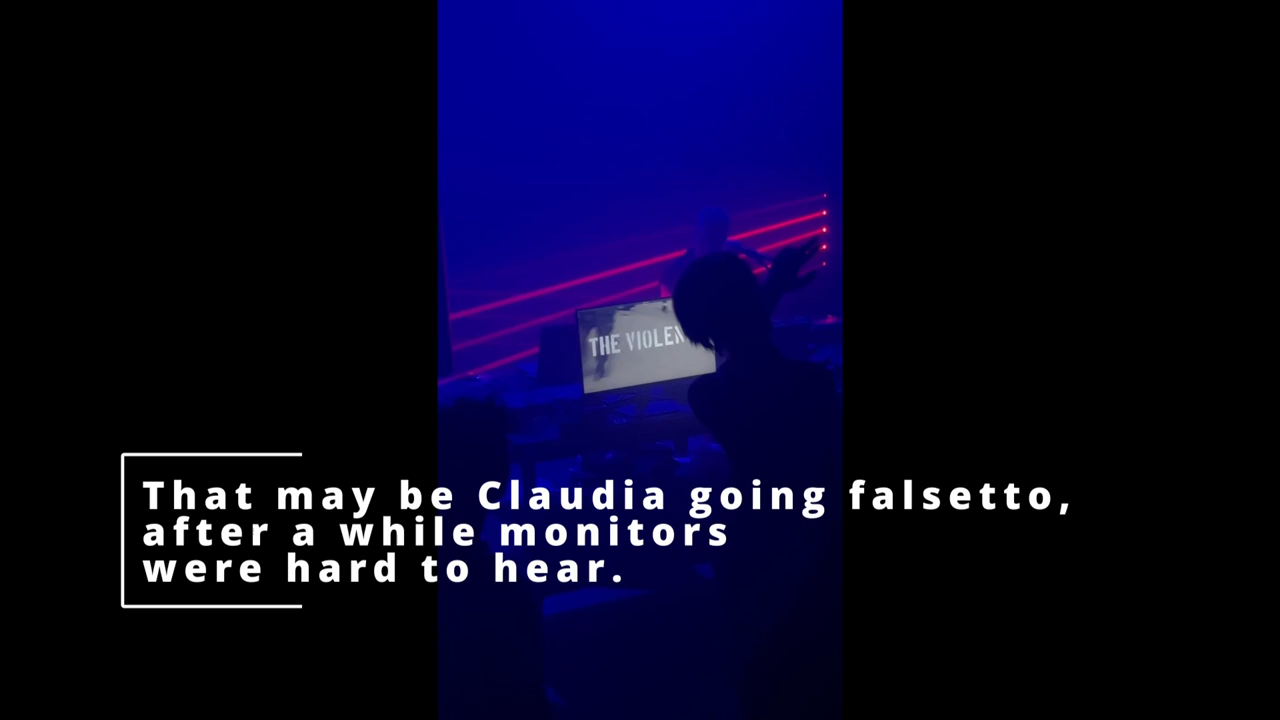 THE VIOLEN
That may be Claudia going falsetto,
after a while monitors
were hard to hear.